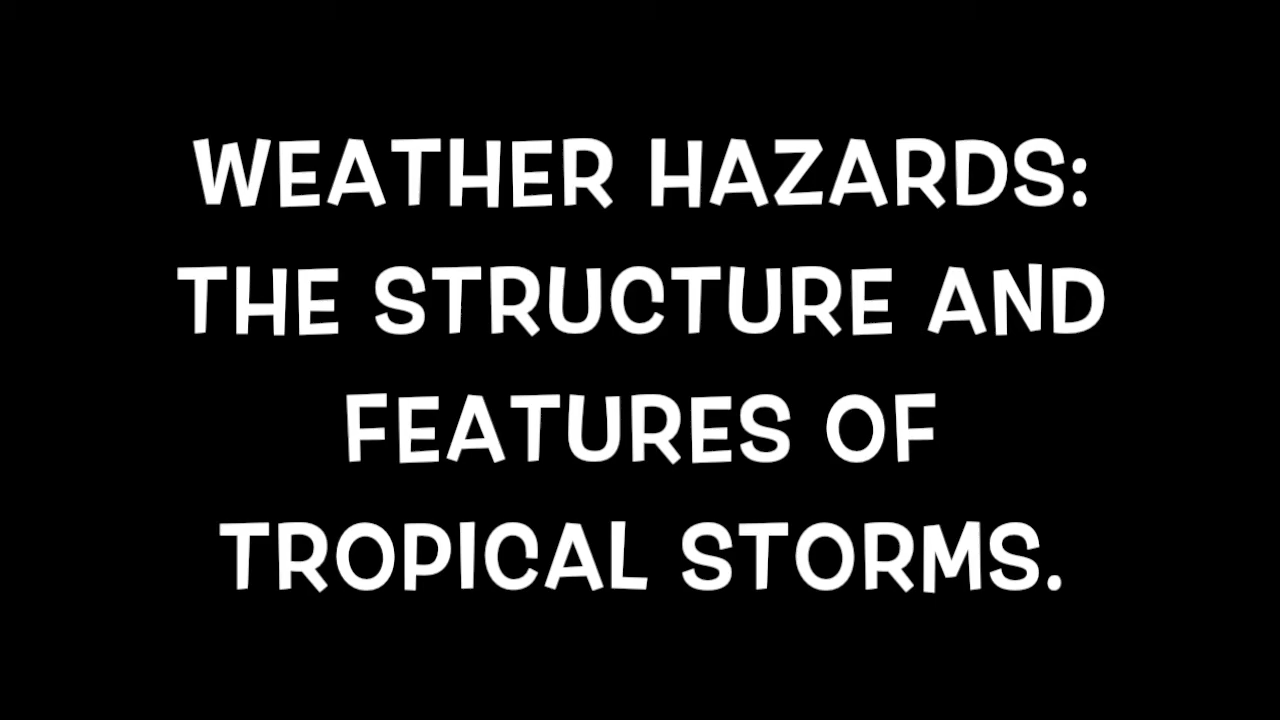 WEATHER HAZARDS:
THE STRUCTURE AND
FEATURES OF
TROPICAL STORMS.